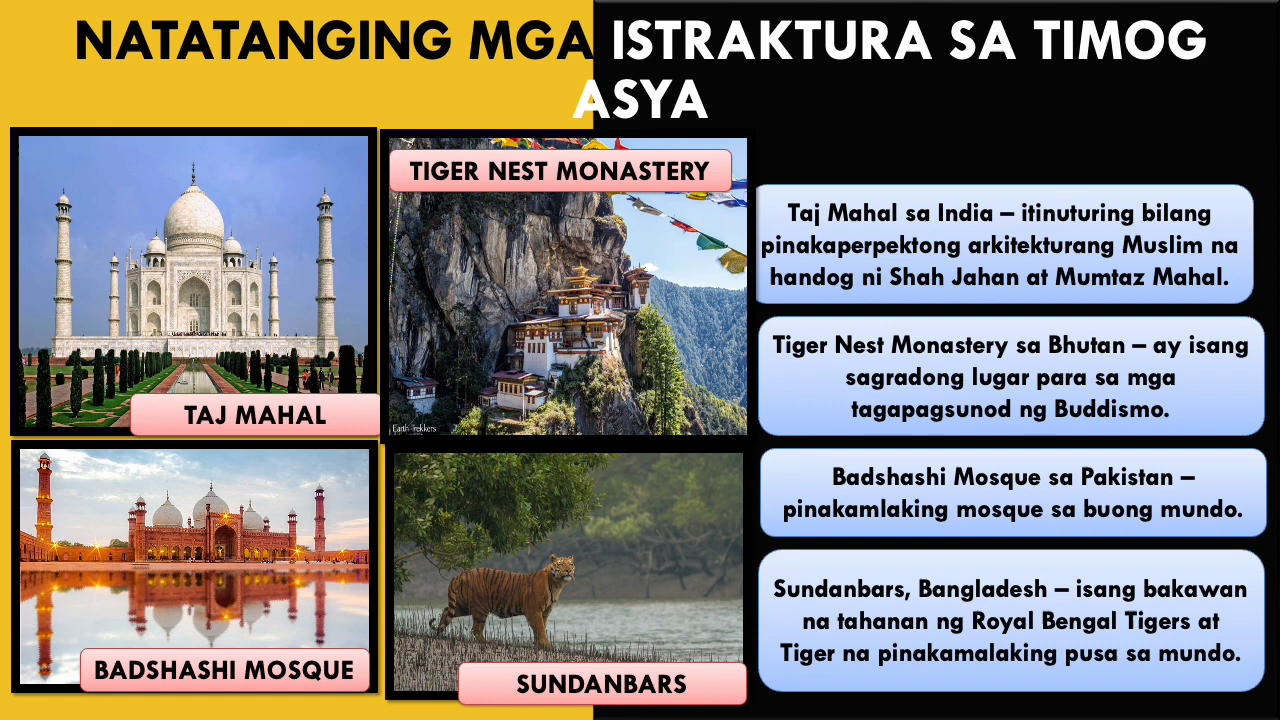 NATATANGING MGA ISTRAKTURA SA TIMOG
ASYA
TAJ MAHAL
TIGER NEST MONASTERY
Earth Trekkers
BADSHASHI MOSQUE
SUNDANBARS
Taj Mahal sa India – itinuturing bilang
pinakaperpektong arkitekturang Muslim na
handog ni Shah Jahan at Mumtaz Mahal.
Tiger Nest Monastery sa Bhutan – ay isang
sagradong lugar para sa mga
tagapagsunod ng Buddismo.
Badshashi Mosque sa Pakistan –
pinakamlaking mosque sa buong mundo.
Sundanbars, Bangladesh – isang bakawan
na tahanan ng Royal Bengal Tigers at
Tiger na pinakamalaking pusa sa mundo.